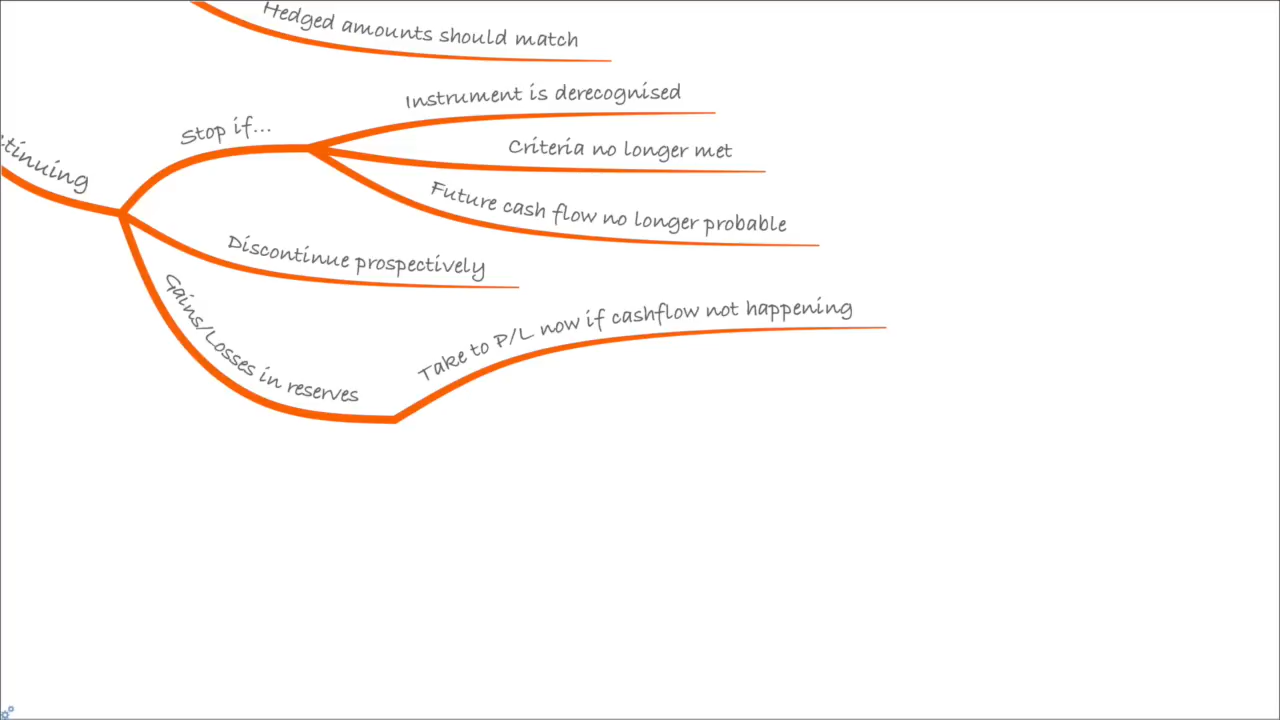 Hedged amounts should match
Instrument is derecognised
Stop if...
Criteria no longer met
tinuing
Future cash flow no longer probable
Discontinue prospectively
Gains/Losses in reserves
Take to P/L now if cashflow not happening